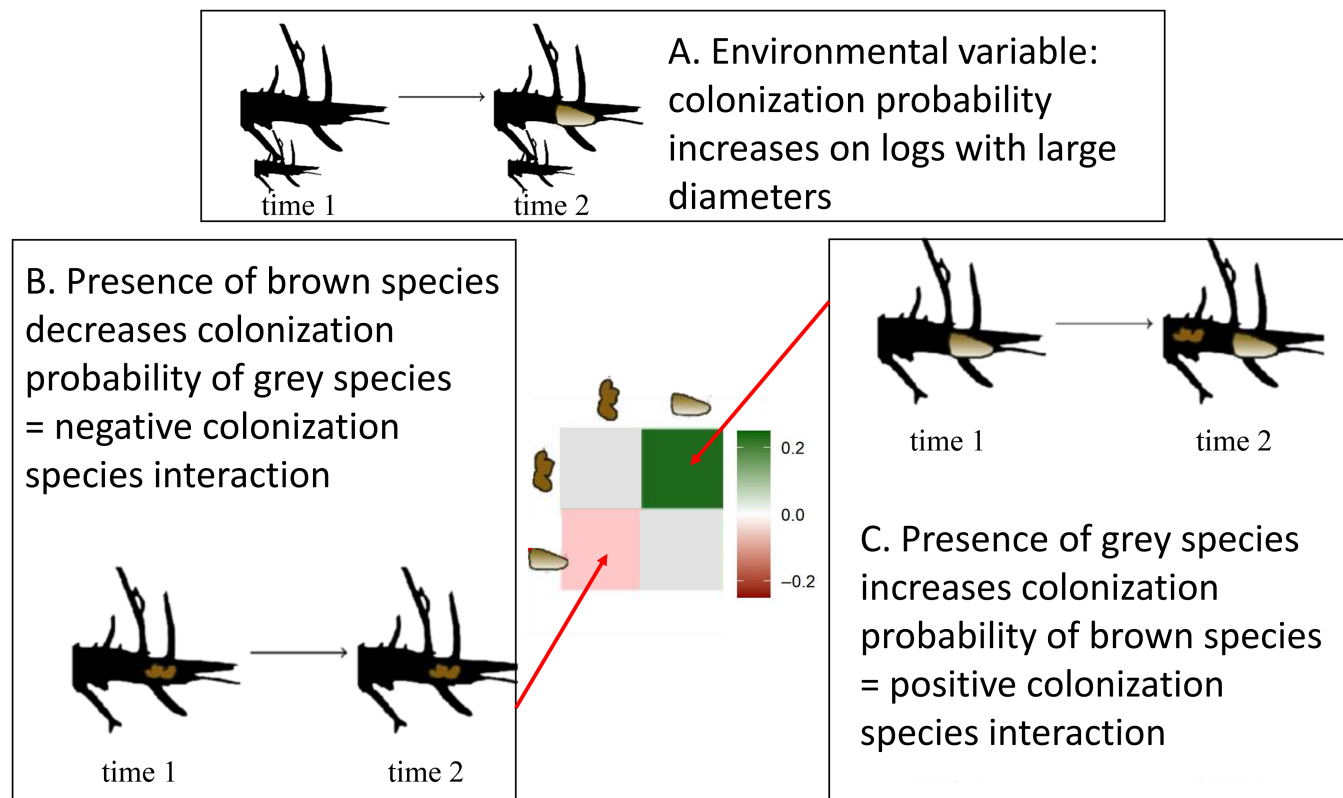 A. Environmental variable:
colonization probability
increases on logs with large
diameters
time 1
time 2
B. Presence of brown species
decreases colonization
probability of grey species
= negative colonization
species interaction
time 1
time 2
0.2
0.0
−0.2
time 1
time 2
C. Presence of grey species
increases colonization
probability of brown species
= positive colonization
species interaction